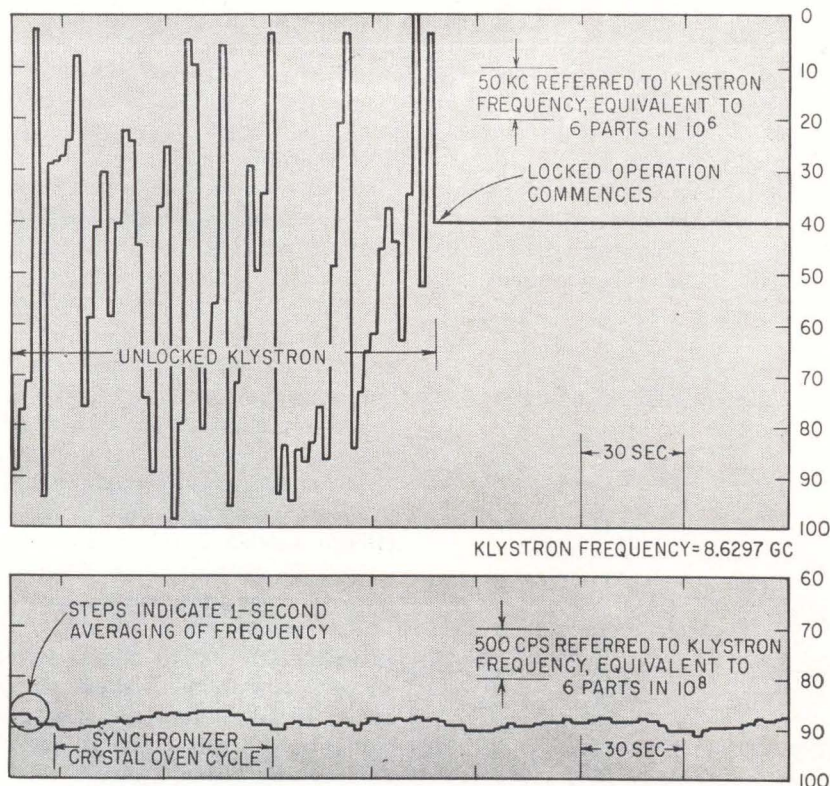 0
10
50 KC REFERRED TO KLYSTRON
FREQUENCY, EQUIVALENT TO
6 PARTS IN 10⁶
20
LOCKED OPERATION
COMMENCES
30
40
50
60
UNLOCKED KLYSTRON
70
80
30 SEC
90
100
KLYSTRON FREQUENCY=8.6297 GC
60
STEPS INDICATE 1-SECOND
AVERAGING OF FREQUENCY
70
500 CPS REFERRED TO KLYSTRON
FREQUENCY, EQUIVALENT TO
6 PARTS IN 10⁸
80
90
SYNCHRONIZER
CRYSTAL OVEN CYCLE
30 SEC
100